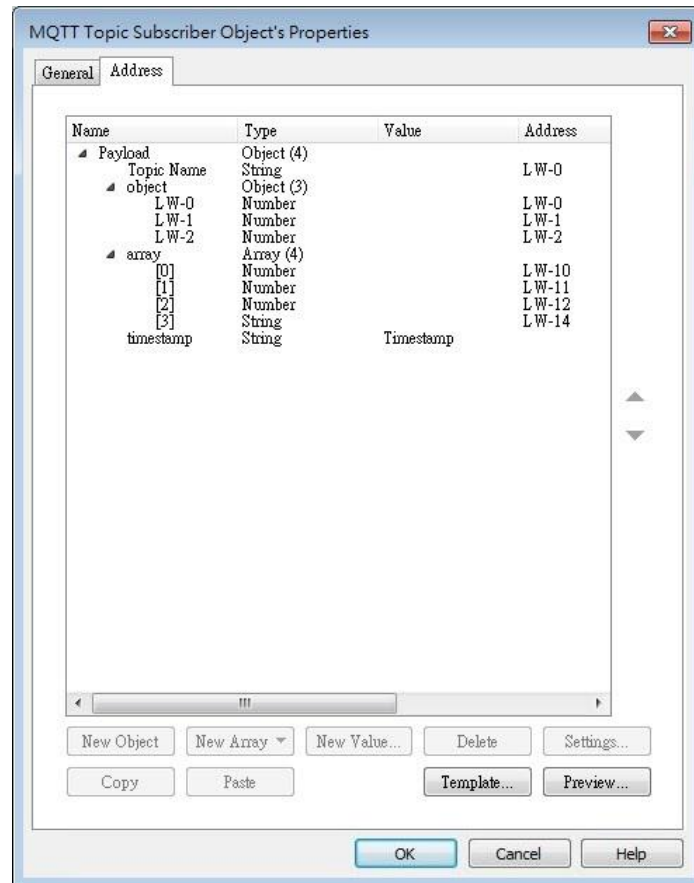 MQTT Topic Subscriber Object's Properties
General Address
Name Type Value Address
Payload Object (4)
Topic Name String LW-0
object Object (3)
LW-0 Number LW-0
LW-1 Number LW-1
LW-2 Number LW-2
array Array (4)
[0] Number LW-10
[1] Number LW-11
[2] Number LW-12
[3] String LW-14
timestamp String Timestamp
New Object New Array New Value... Delete Settings...
Copy Paste Template... Preview...
OK Cancel Help